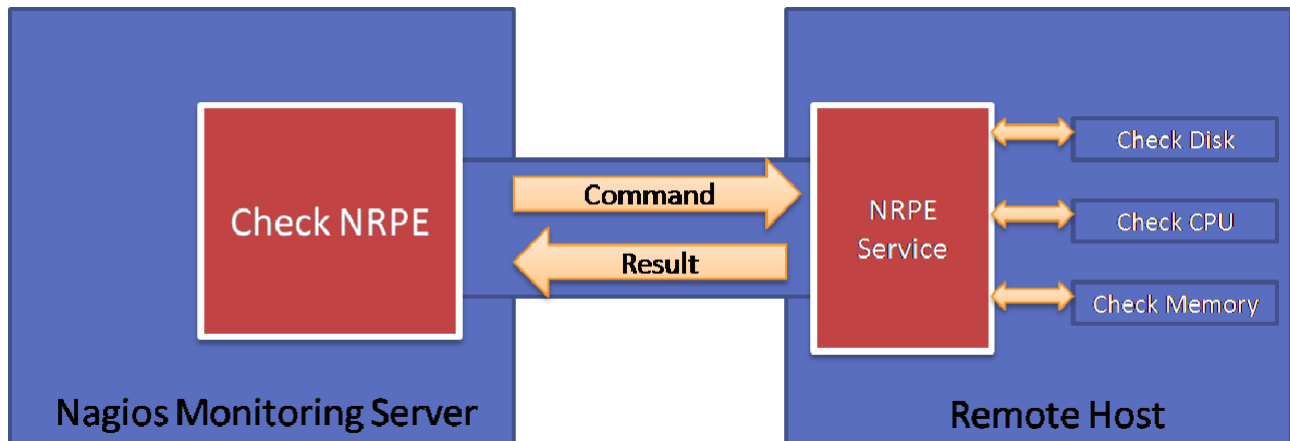 Check NRPE
Command
Result
NRPE
Service
Check Disk
Check CPU
Check Memory
Nagios Monitoring Server
Remote Host